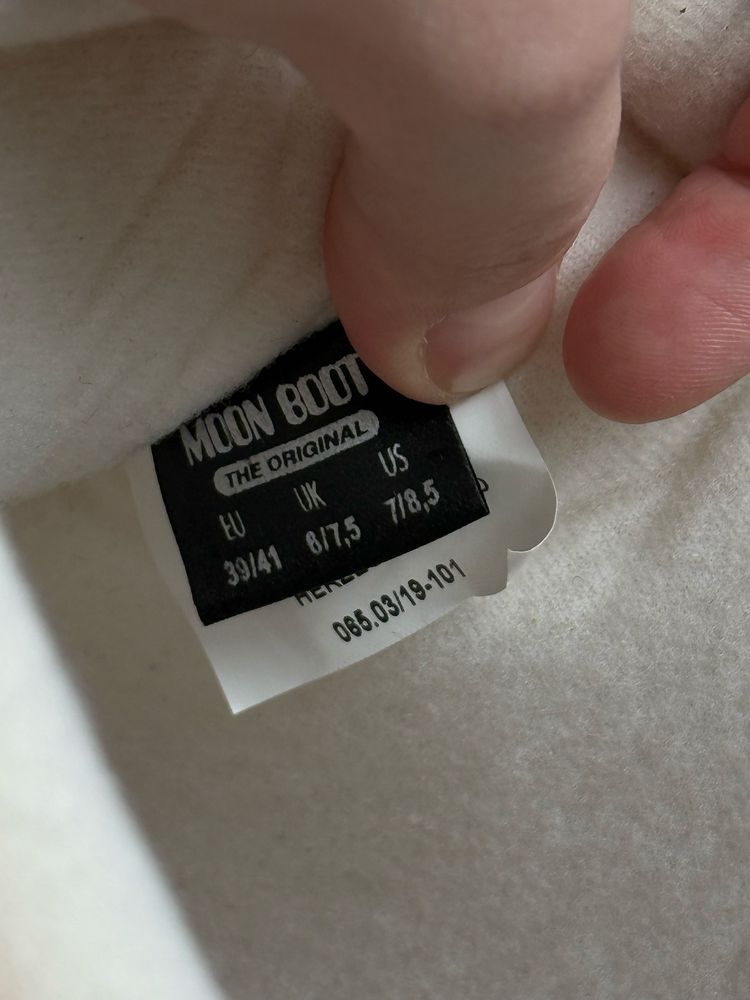 MOON BOOT
THE ORIGINAL
EU UK US
39/41 6/7,5 7/8,5
065.03/19-101